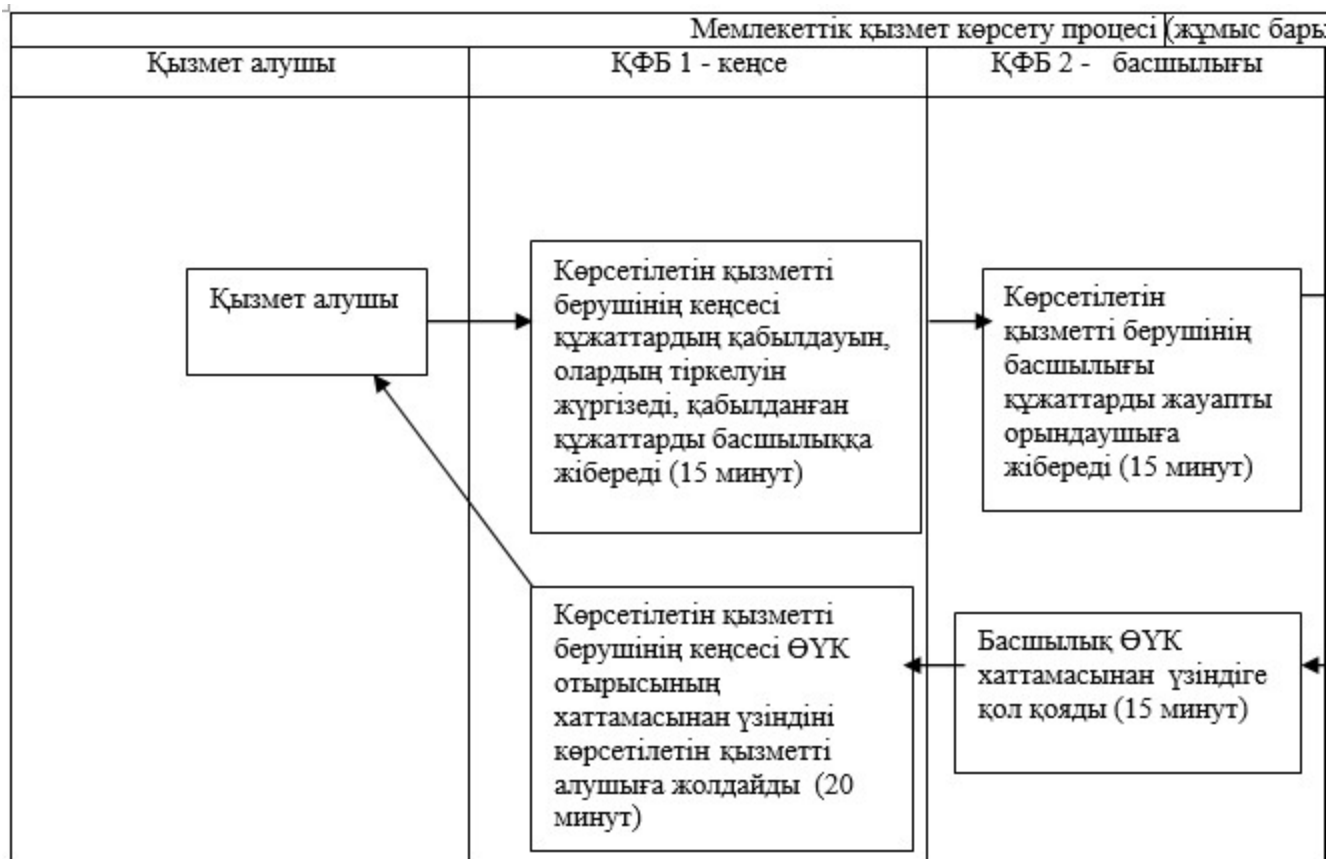 Мемлекеттік қызмет көрсету процесі (жұмыс бары
Қызмет алушы
ҚФБ 1 - кеңсе
ҚФБ 2 - басшылығы
Қызмет алушы
Көрсетілетін қызметті
берушінің кеңсесі
құжаттардың қабылдауын,
олардың тіркелуін
жүргізеді, қабылданған
құжаттарды басшылыққа
жібереді (15 минут)
Көрсетілетін
қызметті берушінің
басшылығы
құжаттарды жауапты
орындаушыға
жібереді (15 минут)
Көрсетілетін қызметті
берушінің кеңсесі ӨҮК
отырысының
хаттамасынан үзіндіні
көрсетілетін қызметті
алушыға жолдайды (20
минут)
Басшылық ӨҮК
хаттамасынан үзіндіге
қол қояды (15 минут)